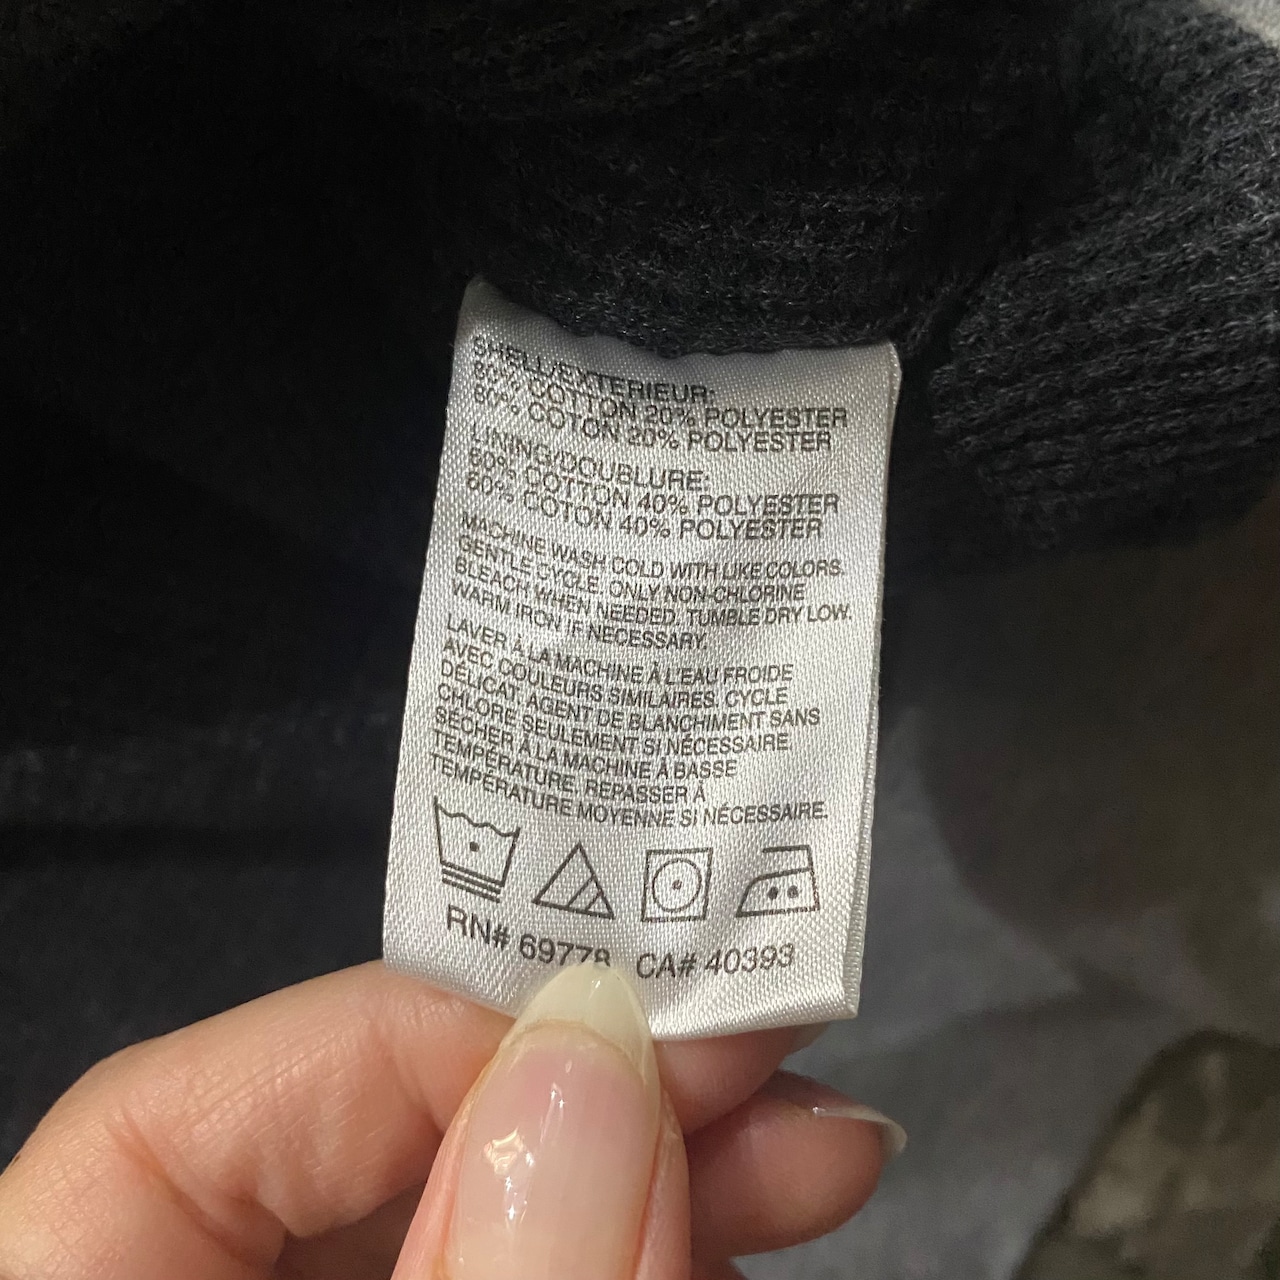 SHELL/EXTERIEUR:
80% COTTON 20% POLYESTER
80% COTON 20% POLYESTER
LINING/DOUBLURE:
60% COTTON 40% POLYESTER
60% COTON 40% POLYESTER
MACHINE WASH COLD WITH LIKE COLORS.
GENTLE CYCLE. ONLY NON-CHLORINE
BLEACH WHEN NEEDED. TUMBLE DRY LOW.
WARM IRON IF NECESSARY.
LAVER À LA MACHINE À L'EAU FROIDE
AVEC COULEURS SIMILAIRES. CYCLE
DÉLICAT. AGENT DE BLANCHIMENT SANS
CHLORE SEULEMENT SI NÉCESSAIRE
SÉCHER À LA MACHINE À BASSE
TEMPÉRATURE. REPASSER À
TEMPÉRATURE MOYENNE SI NÉCESSAIRE.
RN# 69778 CA# 40393